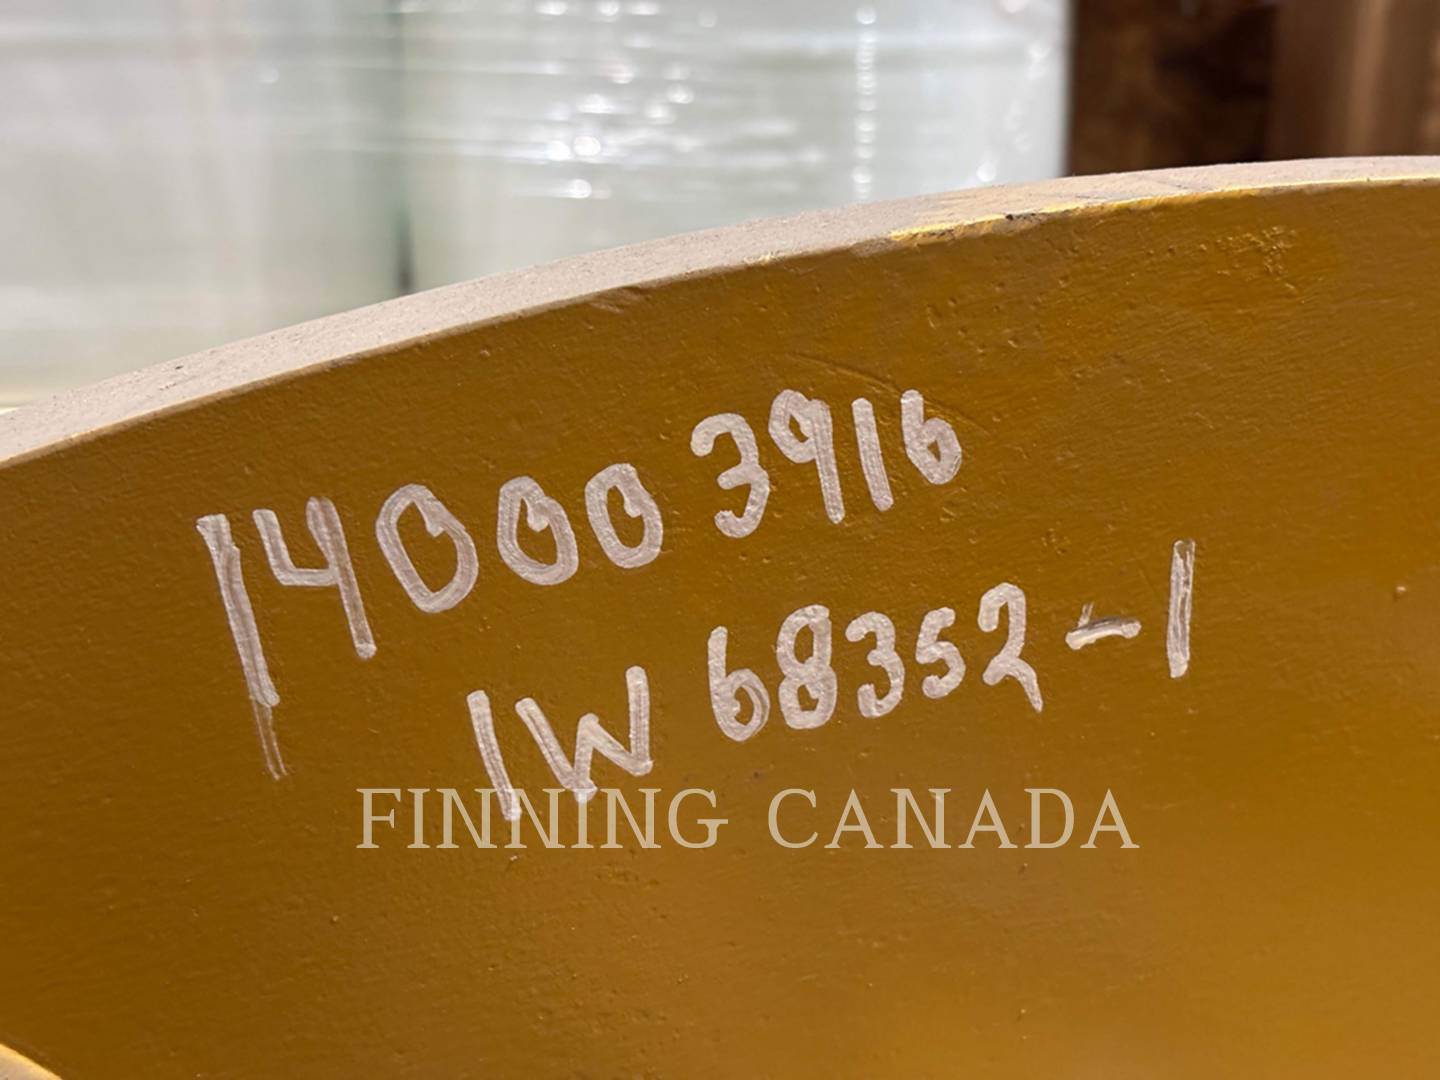 14000 3916
1W 68352-1
FINNING CANADA